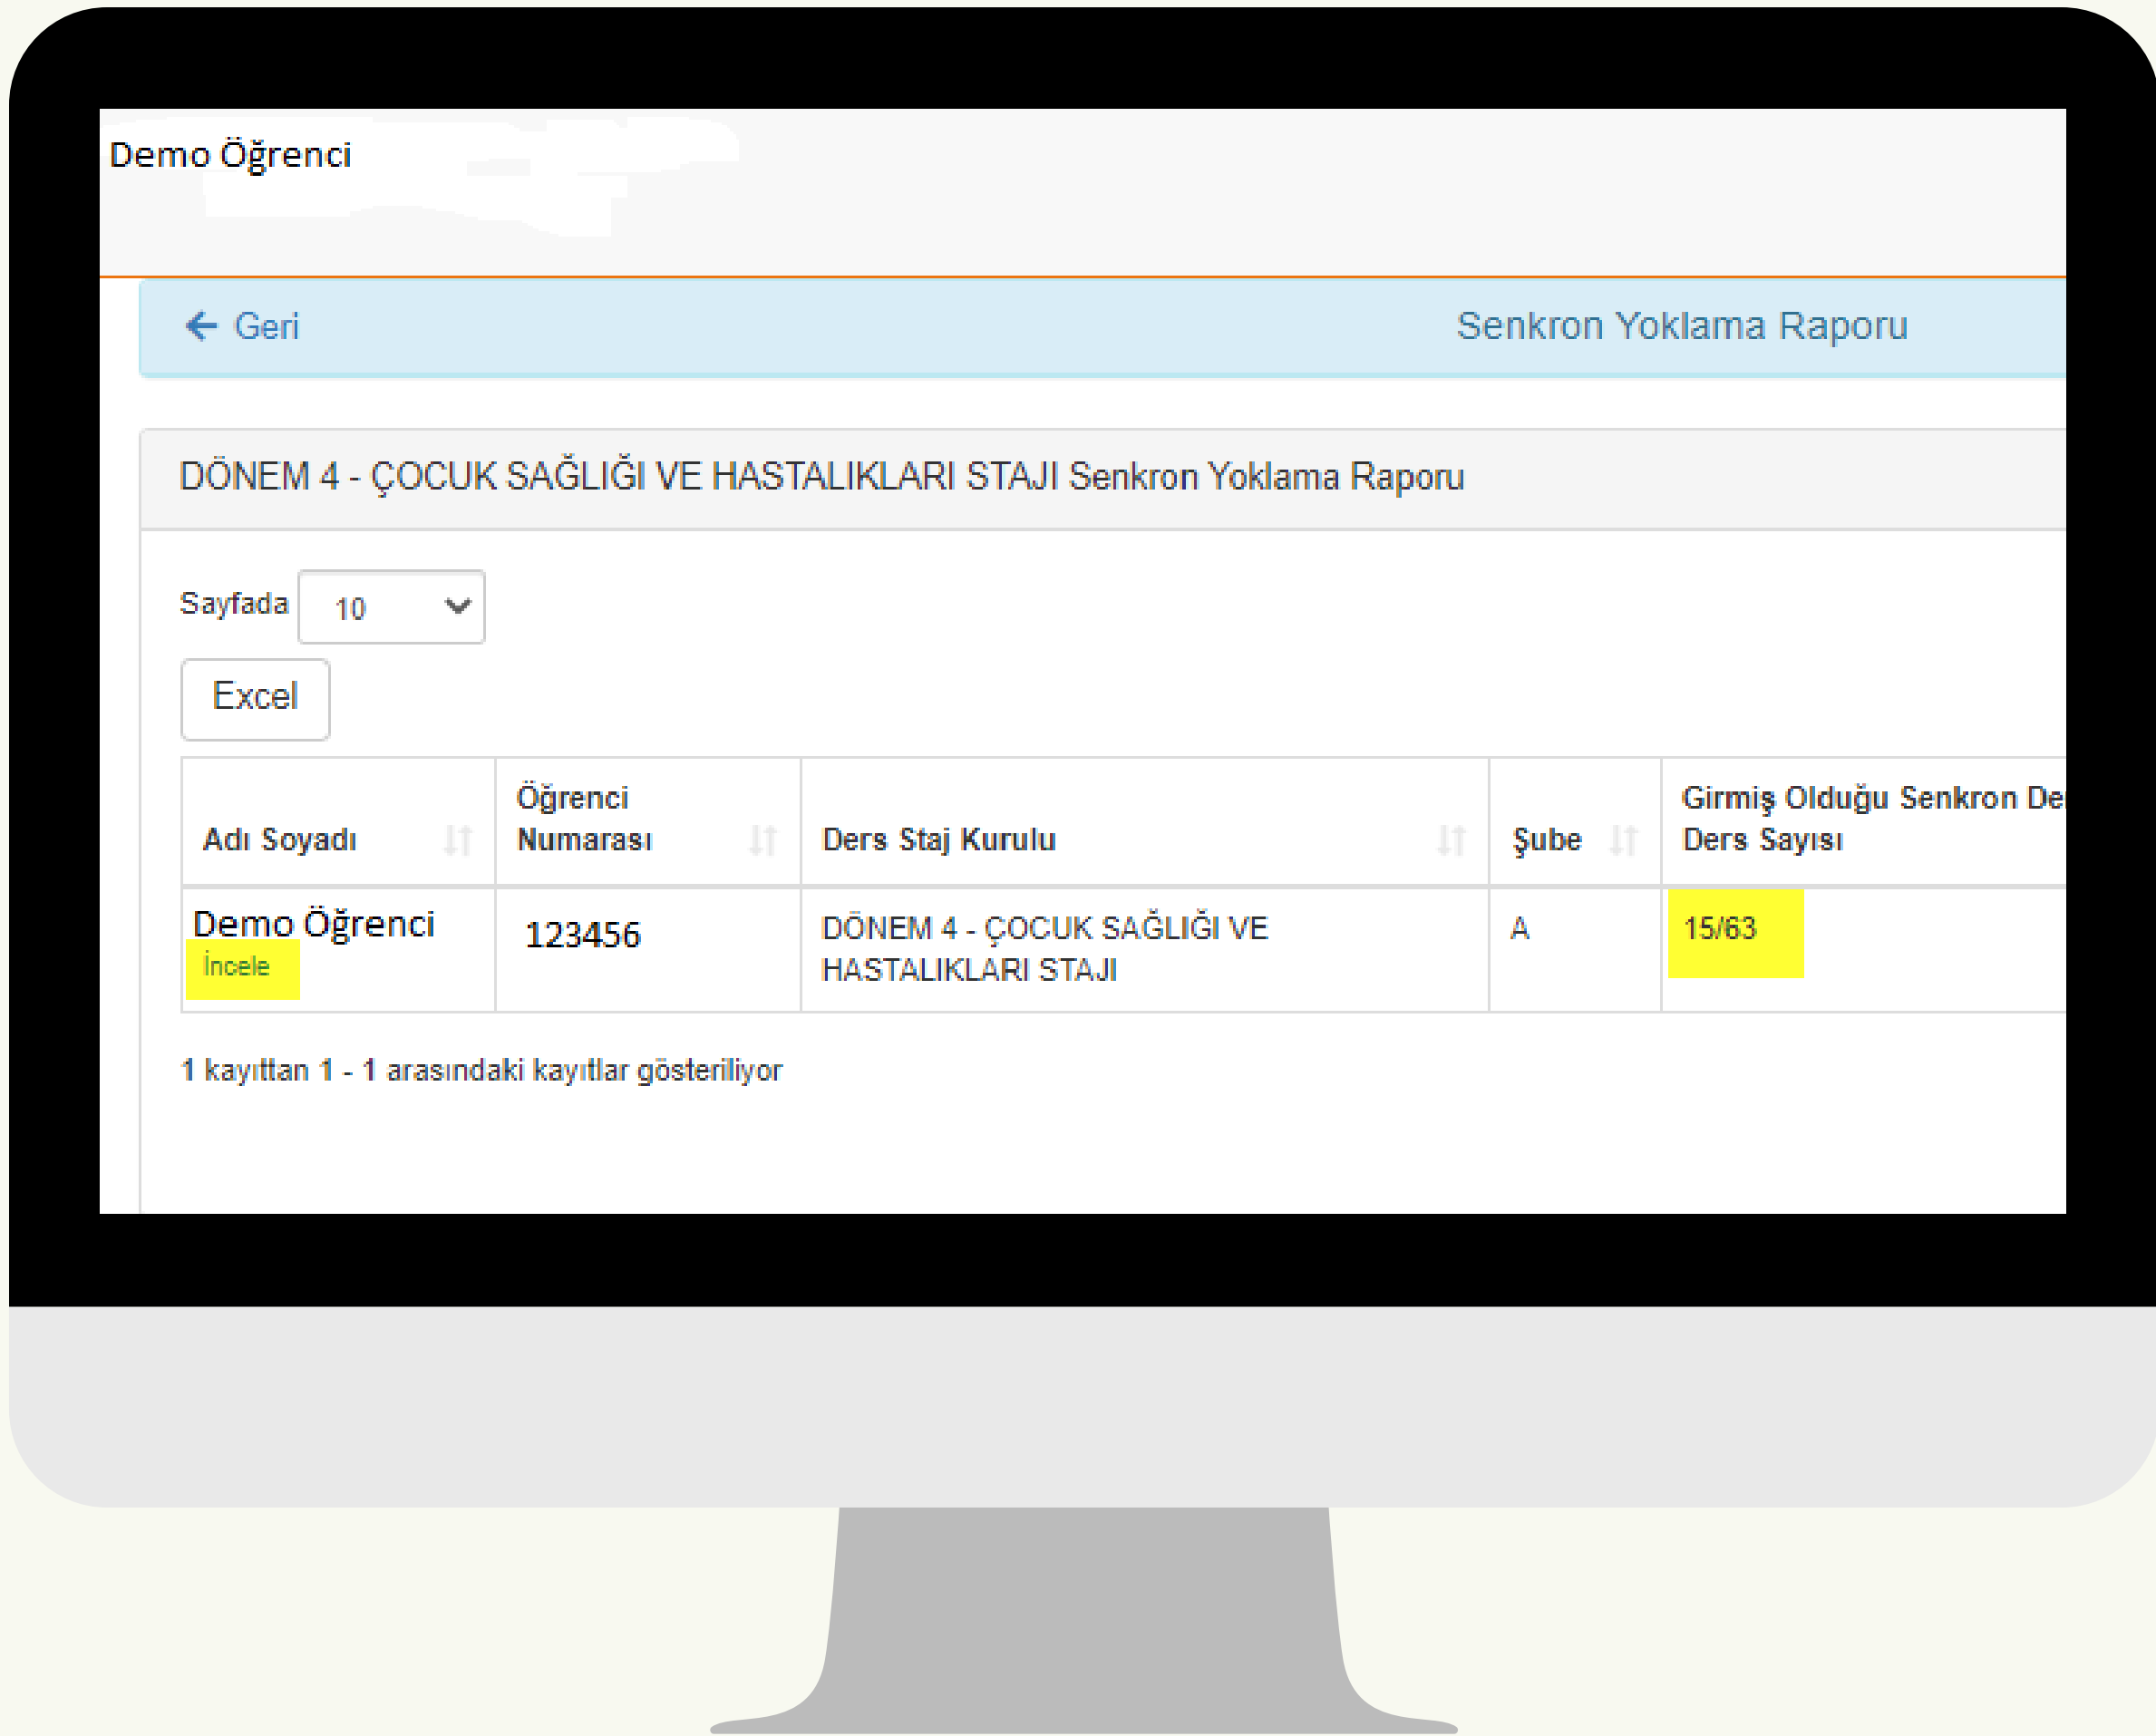 Demo Öğrenci
← Geri
Senkron Yoklama Raporu
DÖNEM 4 - ÇOCUK SAĞLIĞI VE HASTALIKLARI STAJI Senkron Yoklama Raporu
Sayfada 10
Excel
Adı Soyadı
Öğrenci
Numarası
Ders Staj Kurulu
Şube
Girmiş Olduğu Senkron
Ders Sayısı
Demo Öğrenci
İncele
123456
DÖNEM 4 - ÇOCUK SAĞLIĞI VE
HASTALIKLARI STAJI
A
15/63
1 kayıttan 1 - 1 arasındaki kayıtlar gösteriliyor